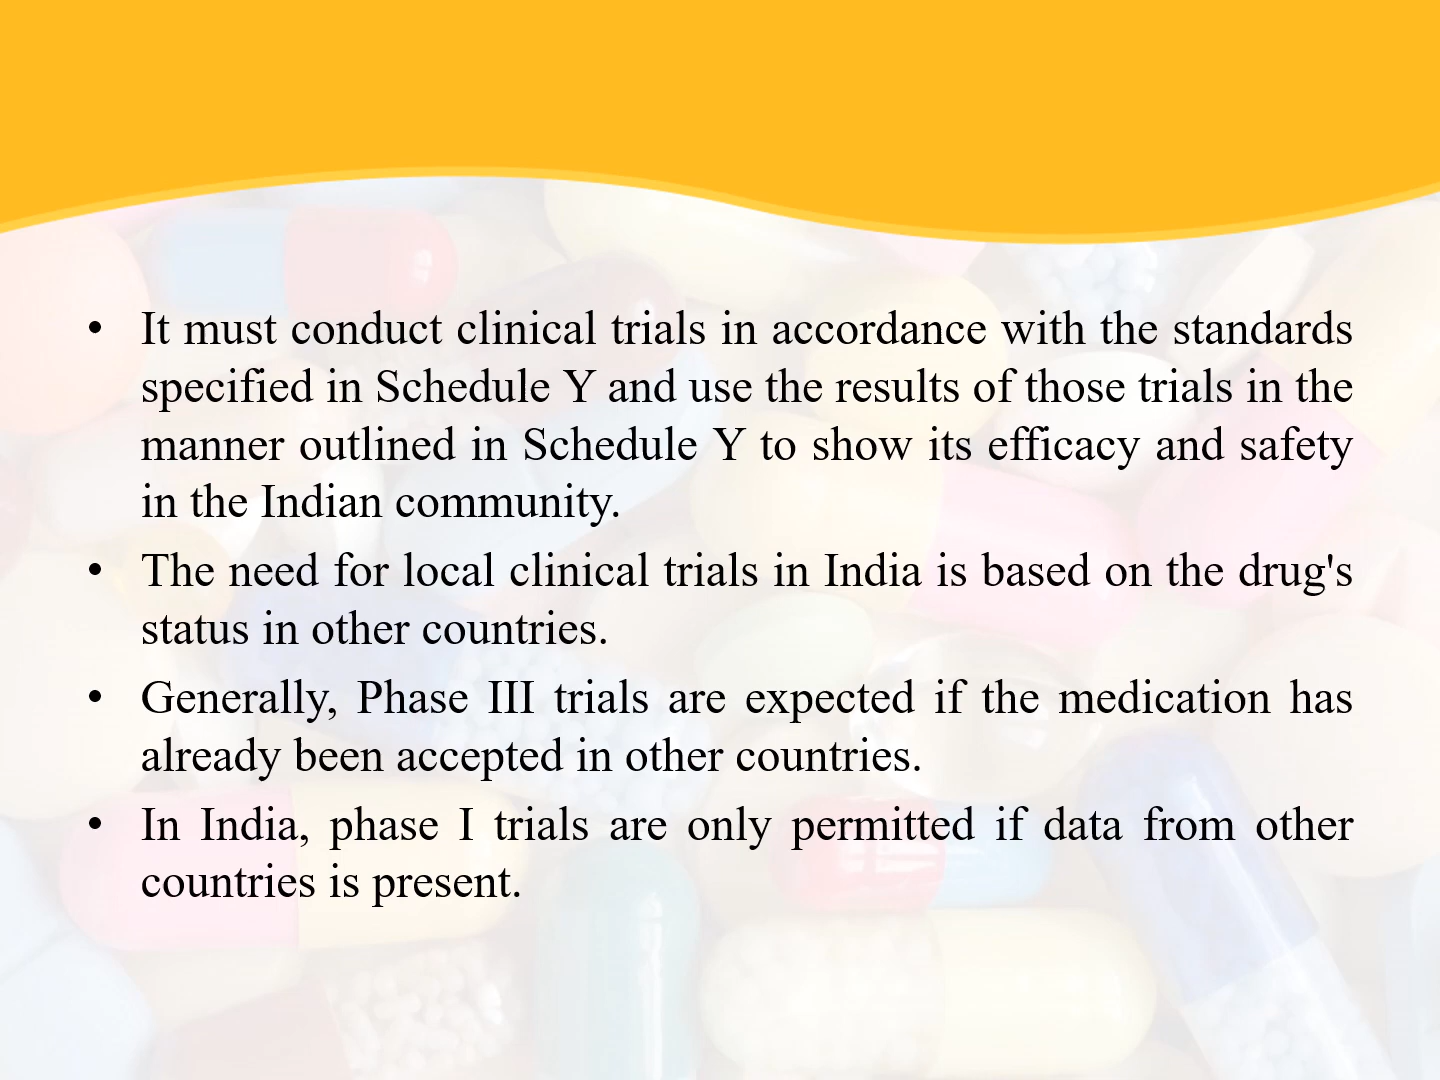 • It must conduct clinical trials in accordance with the standards
specified in Schedule Y and use the results of those trials in the
manner outlined in Schedule Y to show its efficacy and safety
in the Indian community.
• The need for local clinical trials in India is based on the drug's
status in other countries.
• Generally, Phase III trials are expected if the medication has
already been accepted in other countries.
• In India, phase I trials are only permitted if data from other
countries is present.